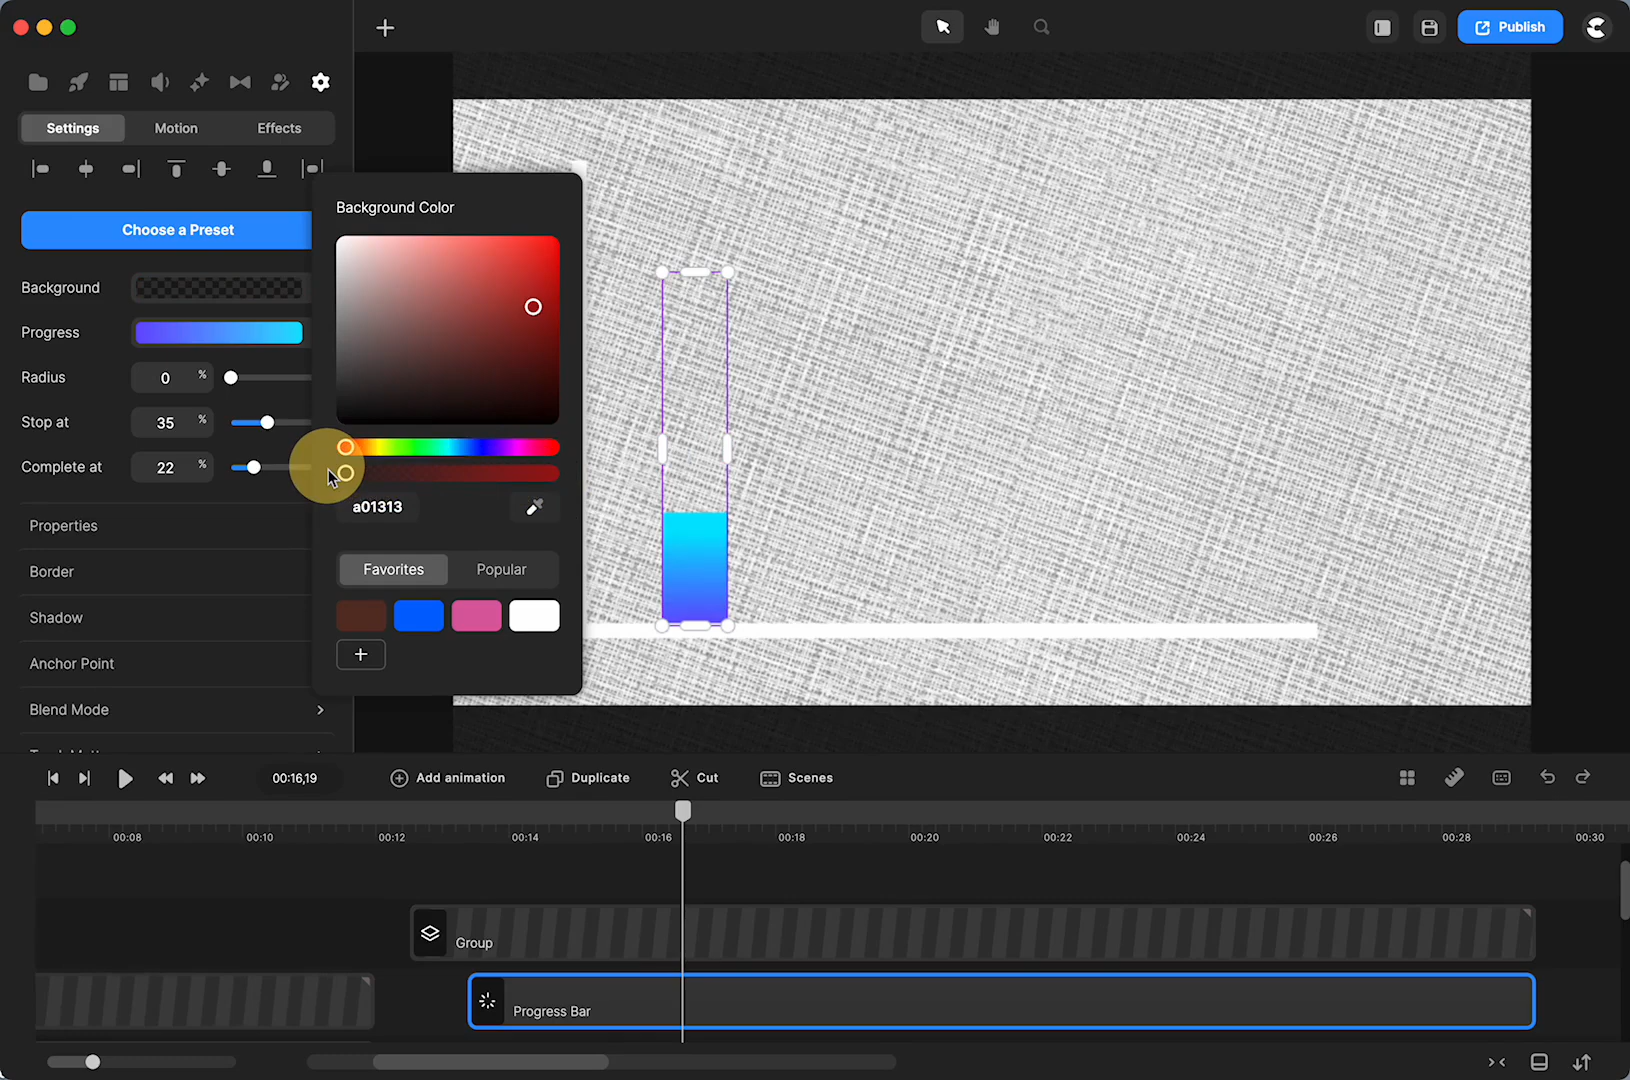 Publish
Settings
Motion
Effects
Background Color
Choose a Preset
Background
Progress
Radius
0 %
Stop at
35 %
Complete at
22 %
a01313
Properties
Favorites
Popular
Border
Shadow
Anchor Point
Blend Mode
00:16,19
Add animation
Duplicate
Cut
Scenes
00:08
00:10
00:12
00:14
00:16
00:18
00:20
00:22
00:24
00:26
00:28
00:30
Group
Progress Bar